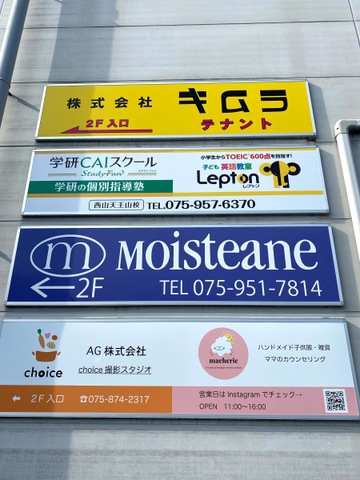 株式会社 キムラ
2F入口 テナント
学研CAIスクール
StudyFun
学研の個別指導塾
西山天王山校
小学生からTOEIC®600点を目指す!
子ども英語教室
Lepton
レプトン
TEL.075-957-6370
m Moisteane
←2F TEL 075-951-7814
choice
AG 株式会社
choice 撮影スタジオ
← 2F入口 ☎075-874-2317
macherie
ハンドメイド子供服・雑貨
ママのカウンセリング
営業日はInstagramでチェック→
OPEN 11:00〜16:00